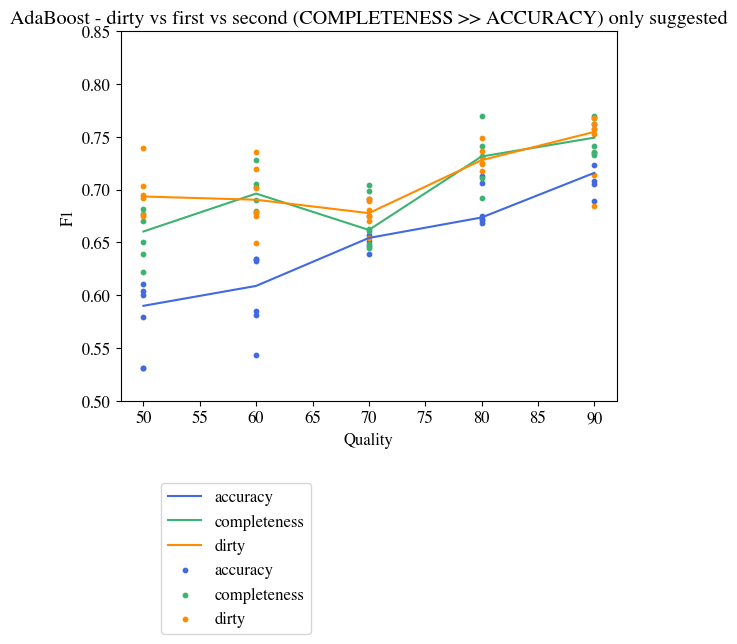 AdaBoost - dirty vs first vs second (COMPLETENESS >> ACCURACY) only suggested
0.85
0.80
0.75
0.70
0.65
0.60
0.55
0.50
F1
50 55 60 65 70 75 80 85 90
Quality
accuracy
completeness
dirty
accuracy
completeness
dirty